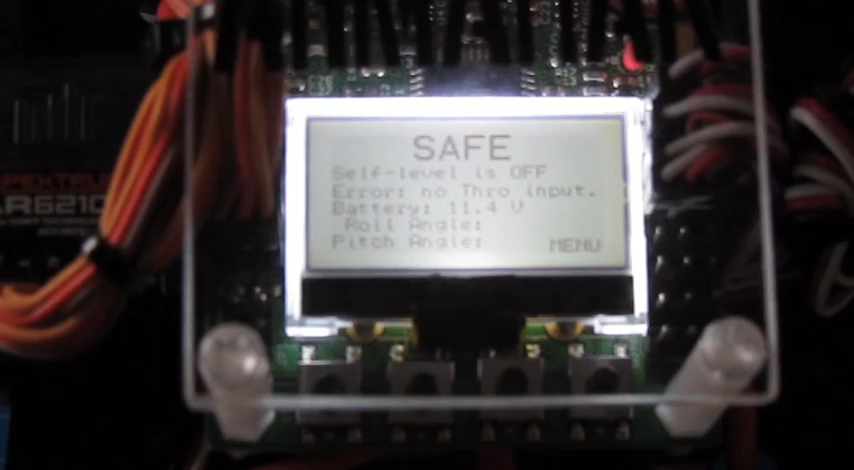 SAFE
Self-level is OFF
Error: no Thro input.
Battery: 11.4 V
Roll Angle:
Pitch Angle:
MENU
AR6210